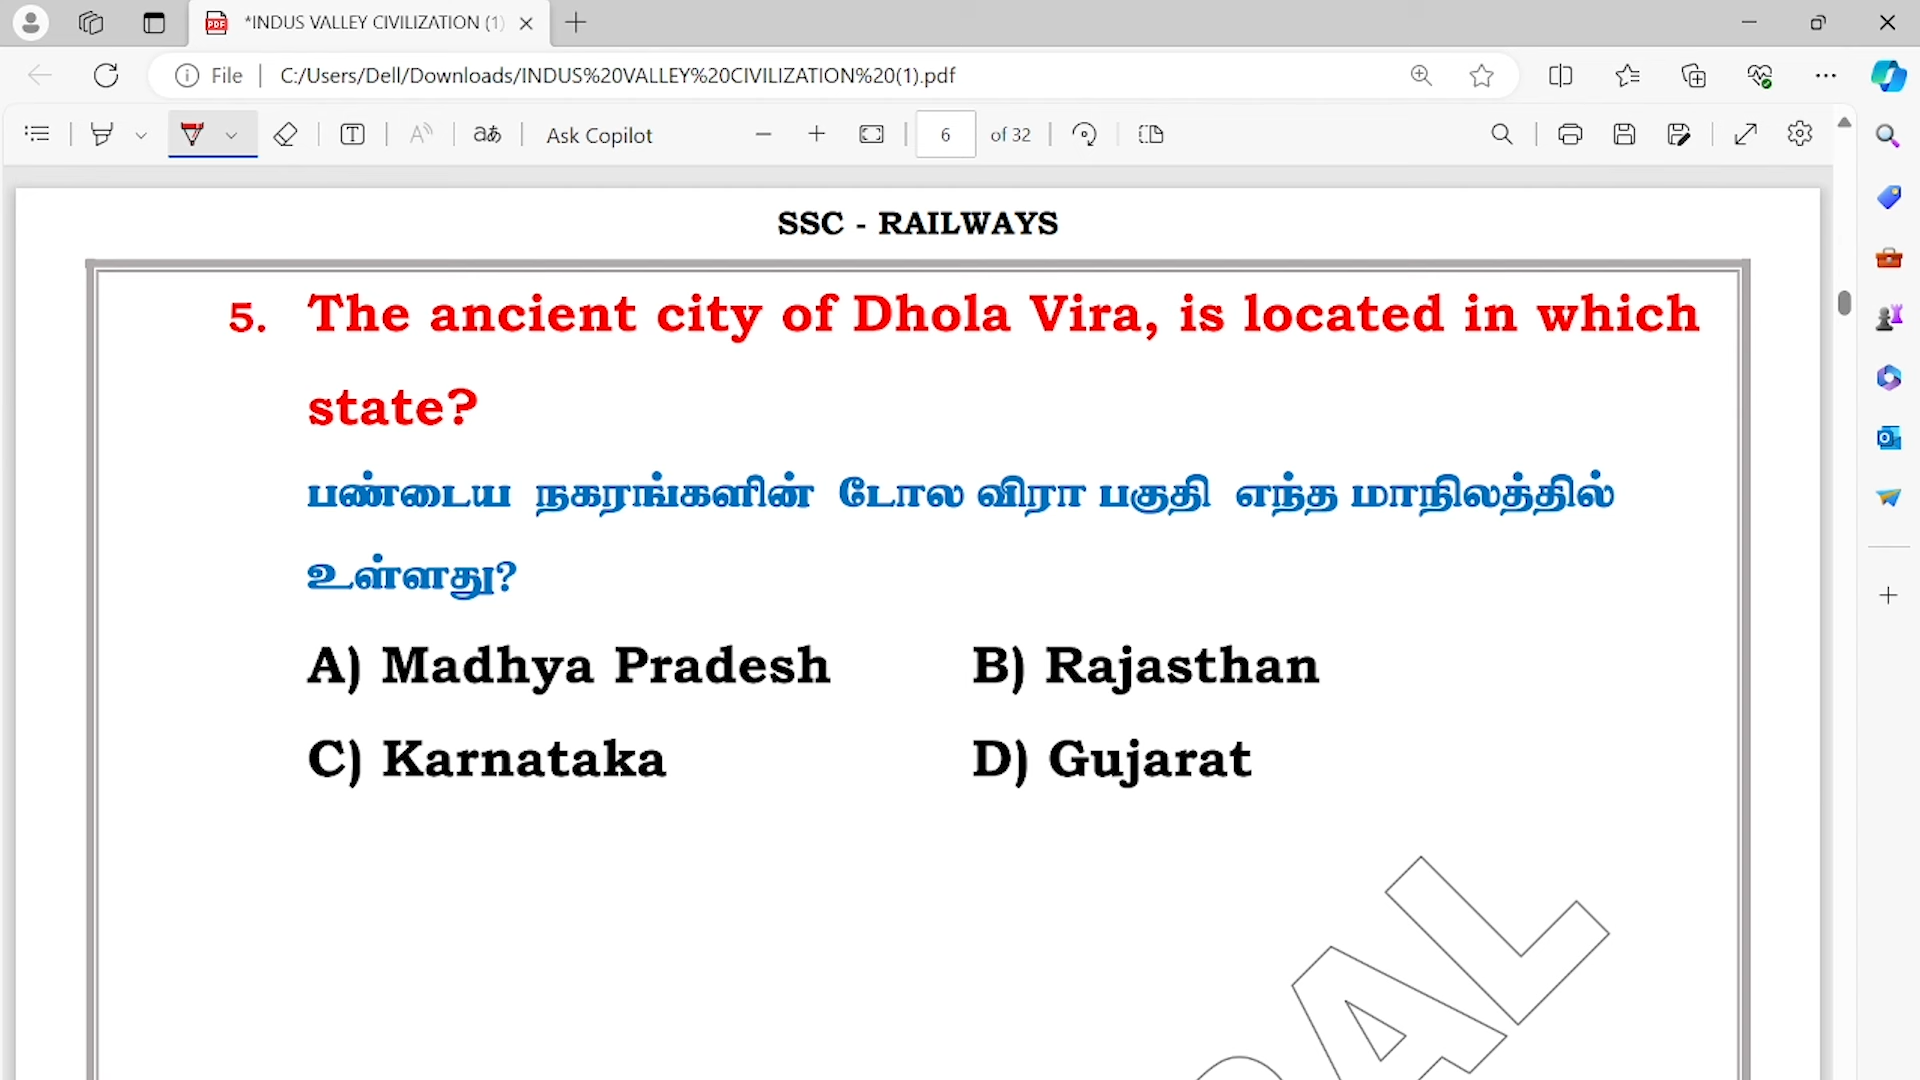 *INDUS VALLEY CIVILIZATION (1)
File
C:/Users/Dell/Downloads/INDUS%20VALLEY%20CIVILIZATION%20(1).pdf
Ask Copilot
6 of 32
SSC - RAILWAYS
5. The ancient city of Dhola Vira, is located in which
state?
பண்டைய நகரங்களின் டோல விரா பகுதி எந்த மாநிலத்தில்
உள்ளது?
A) Madhya Pradesh B) Rajasthan
C) Karnataka D) Gujarat